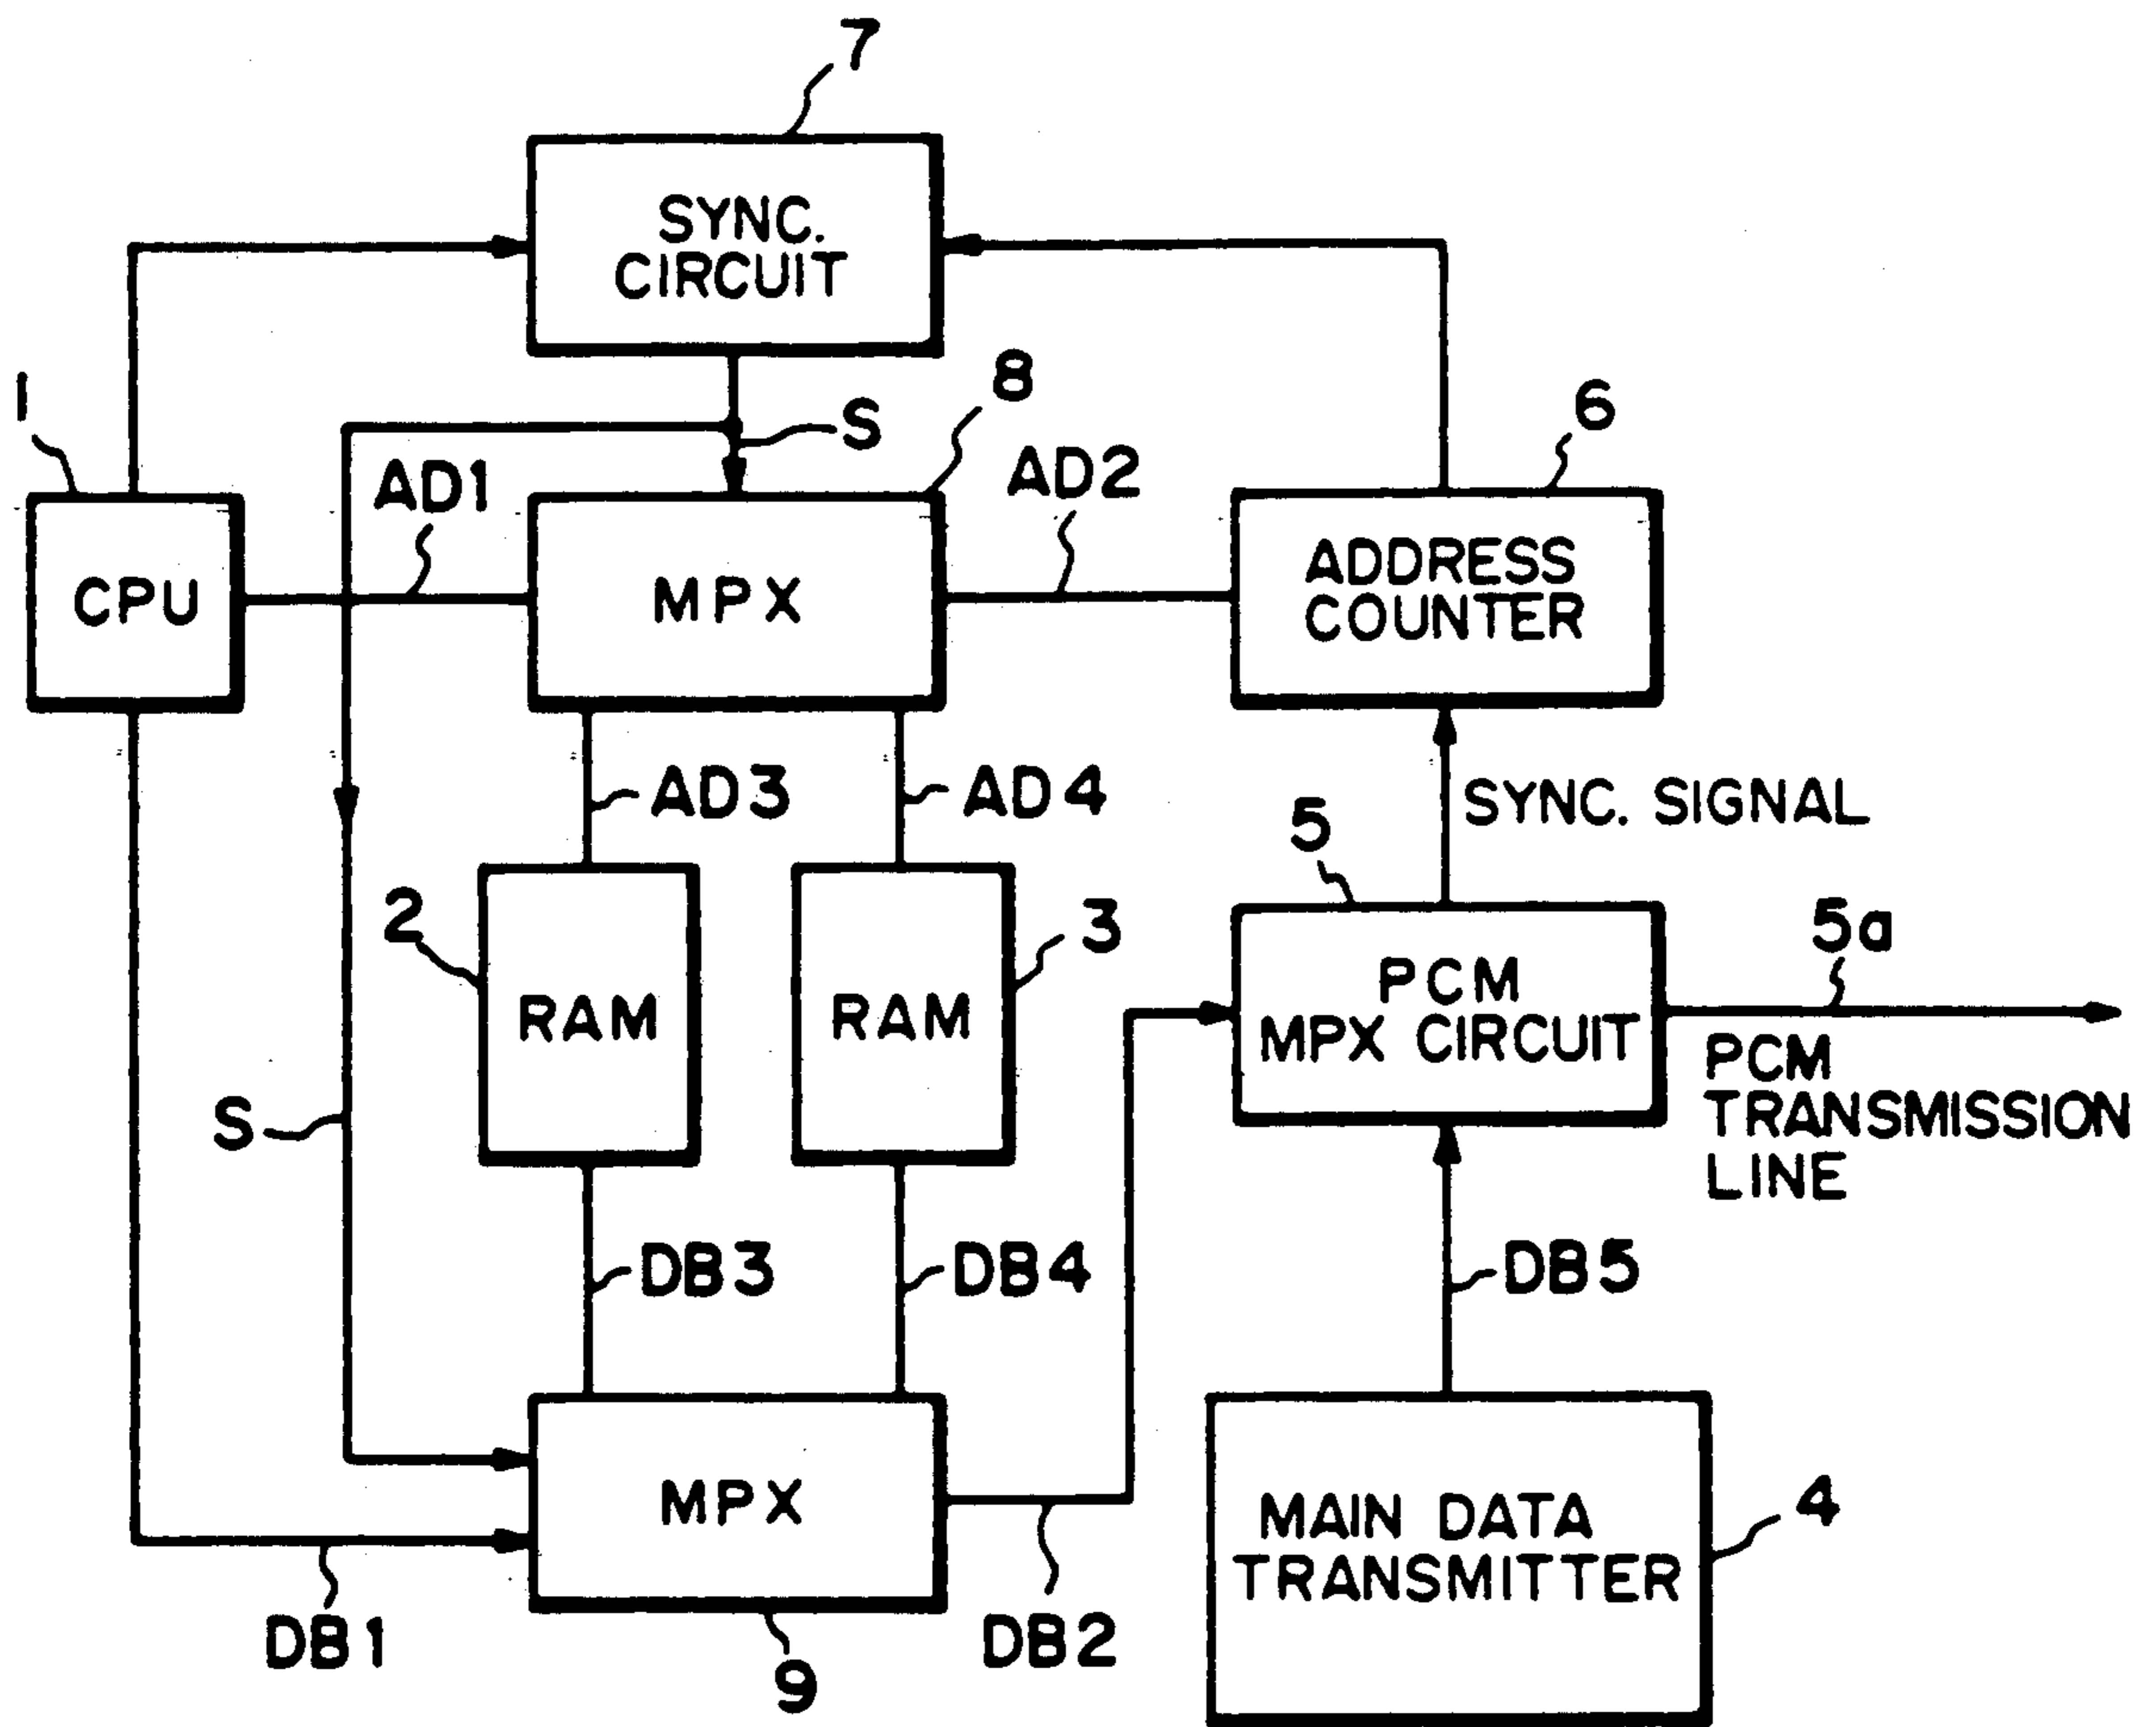 7
SYNC.
CIRCUIT
1
8
S
6
AD1
AD2
CPU
MPX
ADDRESS
COUNTER
AD3
AD4
SYNC. SIGNAL
5
2
3
5a
RAM
RAM
PCM
MPX CIRCUIT
PCM
TRANSMISSION
LINE
S
DB3
DB4
DB5
MPX
MAIN DATA
TRANSMITTER
4
DB1
DB2
9